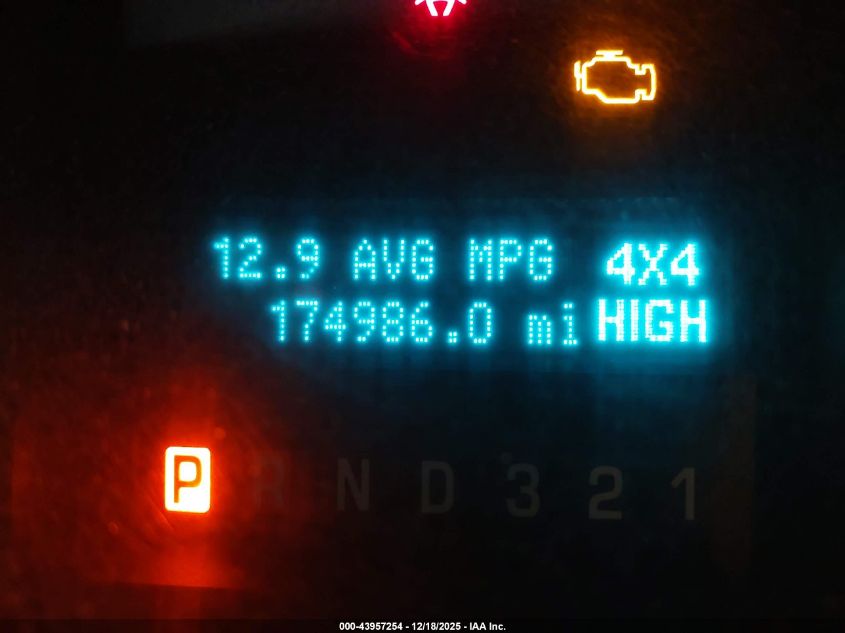 12.9 AVG MPG 4X4
174986.0 mi HIGH
P R N D 3 2 1
000-43957254 - 12/18/2025 - IAA Inc.